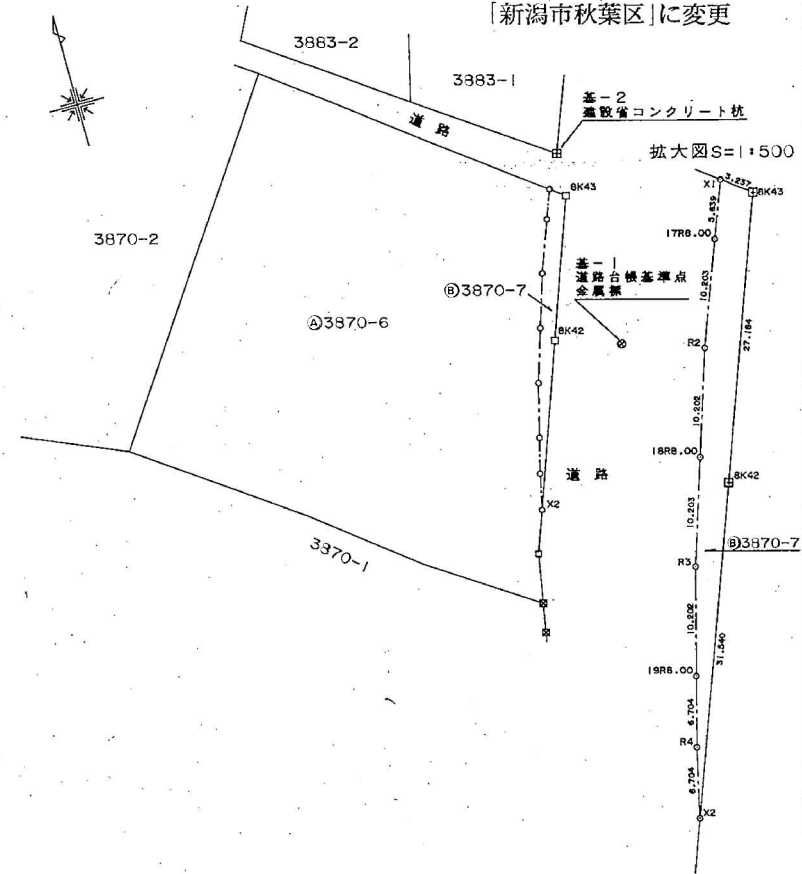 「新潟市秋葉区」に変更
3883-2
3883-1
基-2
建設省コンクリート杭
道路
拡大図S=1:500
8K43
X1
3.237
8K43
5.639
17R8.00
3870-2
基-1
道路台帳基準点
金属標
Ⓑ3870-7
10.203
27.184
Ⓐ3870-6
8K42
R2
10.202
18R8.00
道路
8K42
X2
10.203
Ⓑ3870-7
3870-1
R3
10.202
31.540
19R8.00
6.704
R4
6.704
X2